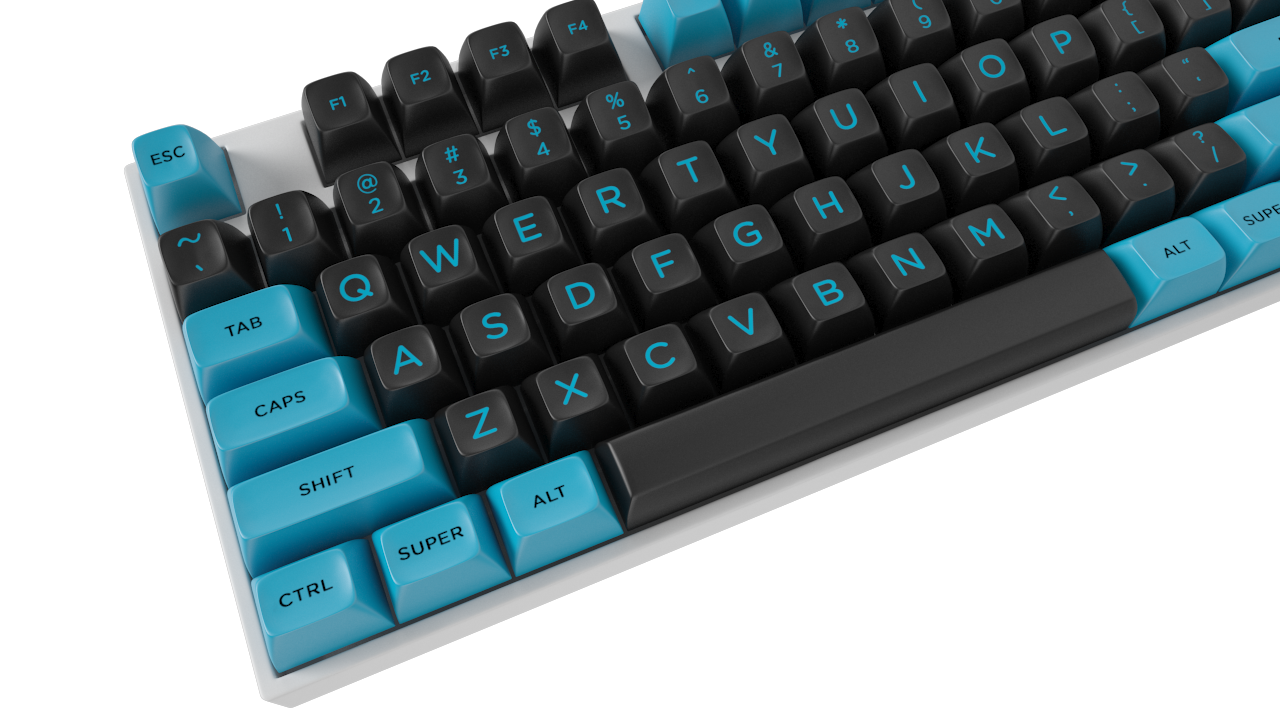 ESC F1 F2 F3 F4
~ ` ! 1 @ 2 # 3 $ 4 % 5 ^ 6 & 7 * 8 ( 9
TAB Q W E R T Y U I O P { [ ]
CAPS A S D F G H J K L : ; " '
SHIFT Z X C V B N M < , > . ? /
CTRL SUPER ALT ALT